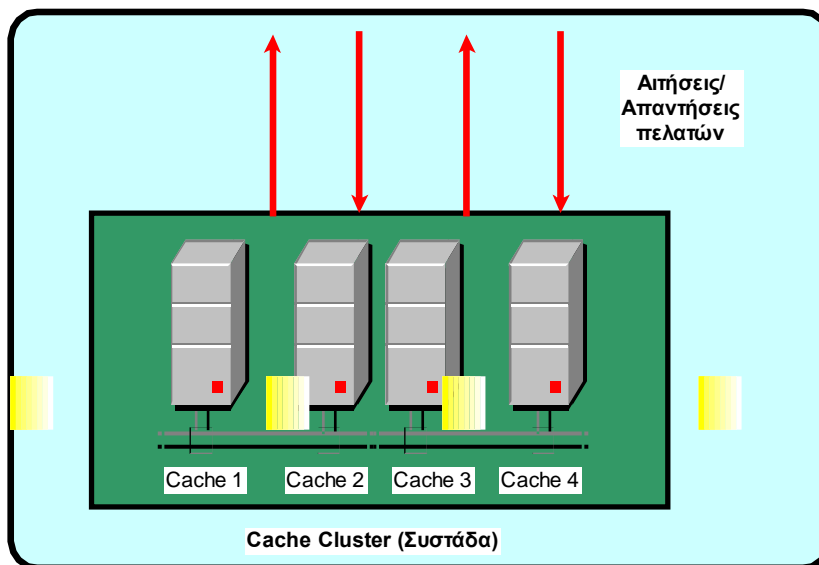 Αιτήσεις/
Απαντήσεις
πελατών
Cache 1
Cache 2
Cache 3
Cache 4
Cache Cluster (Συστάδα)